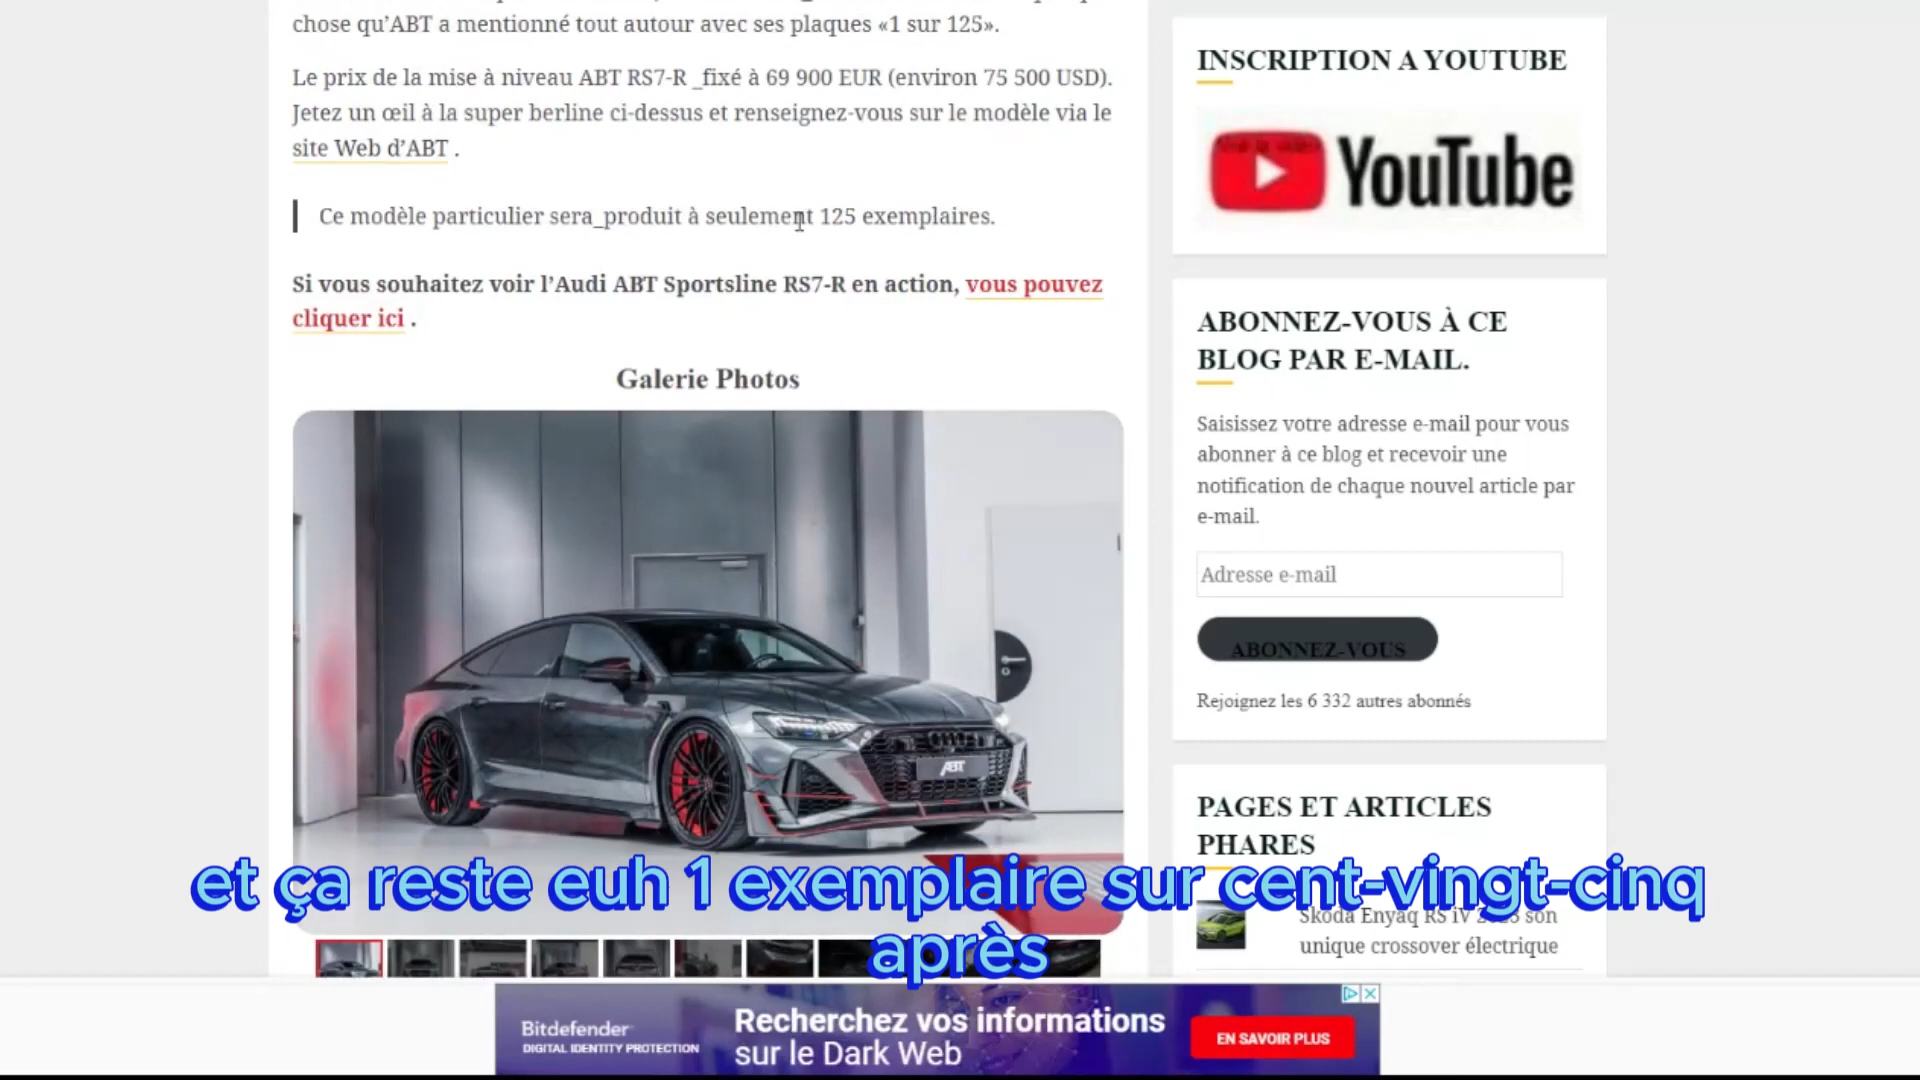 chose qu’ABT a mentionné tout autour avec ses plaques «1 sur 125».
Le prix de la mise à niveau ABT RS7-R _fixé à 69 900 EUR (environ 75 500 USD).
Jetez un œil à la super berline ci-dessus et renseignez-vous sur le modèle via le
site Web d’ABT .
Ce modèle particulier sera_produit à seulement 125 exemplaires.
Si vous souhaitez voir l’Audi ABT Sportsline RS7-R en action, vous pouvez
cliquer ici .
Galerie Photos
ABT
INSCRIPTION A YOUTUBE
YouTube
ABONNEZ-VOUS À CE
BLOG PAR E-MAIL.
Saisissez votre adresse e-mail pour vous
abonner à ce blog et recevoir une
notification de chaque nouvel article par
e-mail.
Adresse e-mail
ABONNEZ-VOUS
Rejoignez les 6 332 autres abonnés
PAGES ET ARTICLES
PHARES
Skoda Enyaq RS iV son
unique crossover électrique
et ça reste euh 1 exemplaire sur cent-vingt-cinq
après
Bitdefender
DIGITAL IDENTITY PROTECTION
Recherchez vos informations
sur le Dark Web
EN SAVOIR PLUS